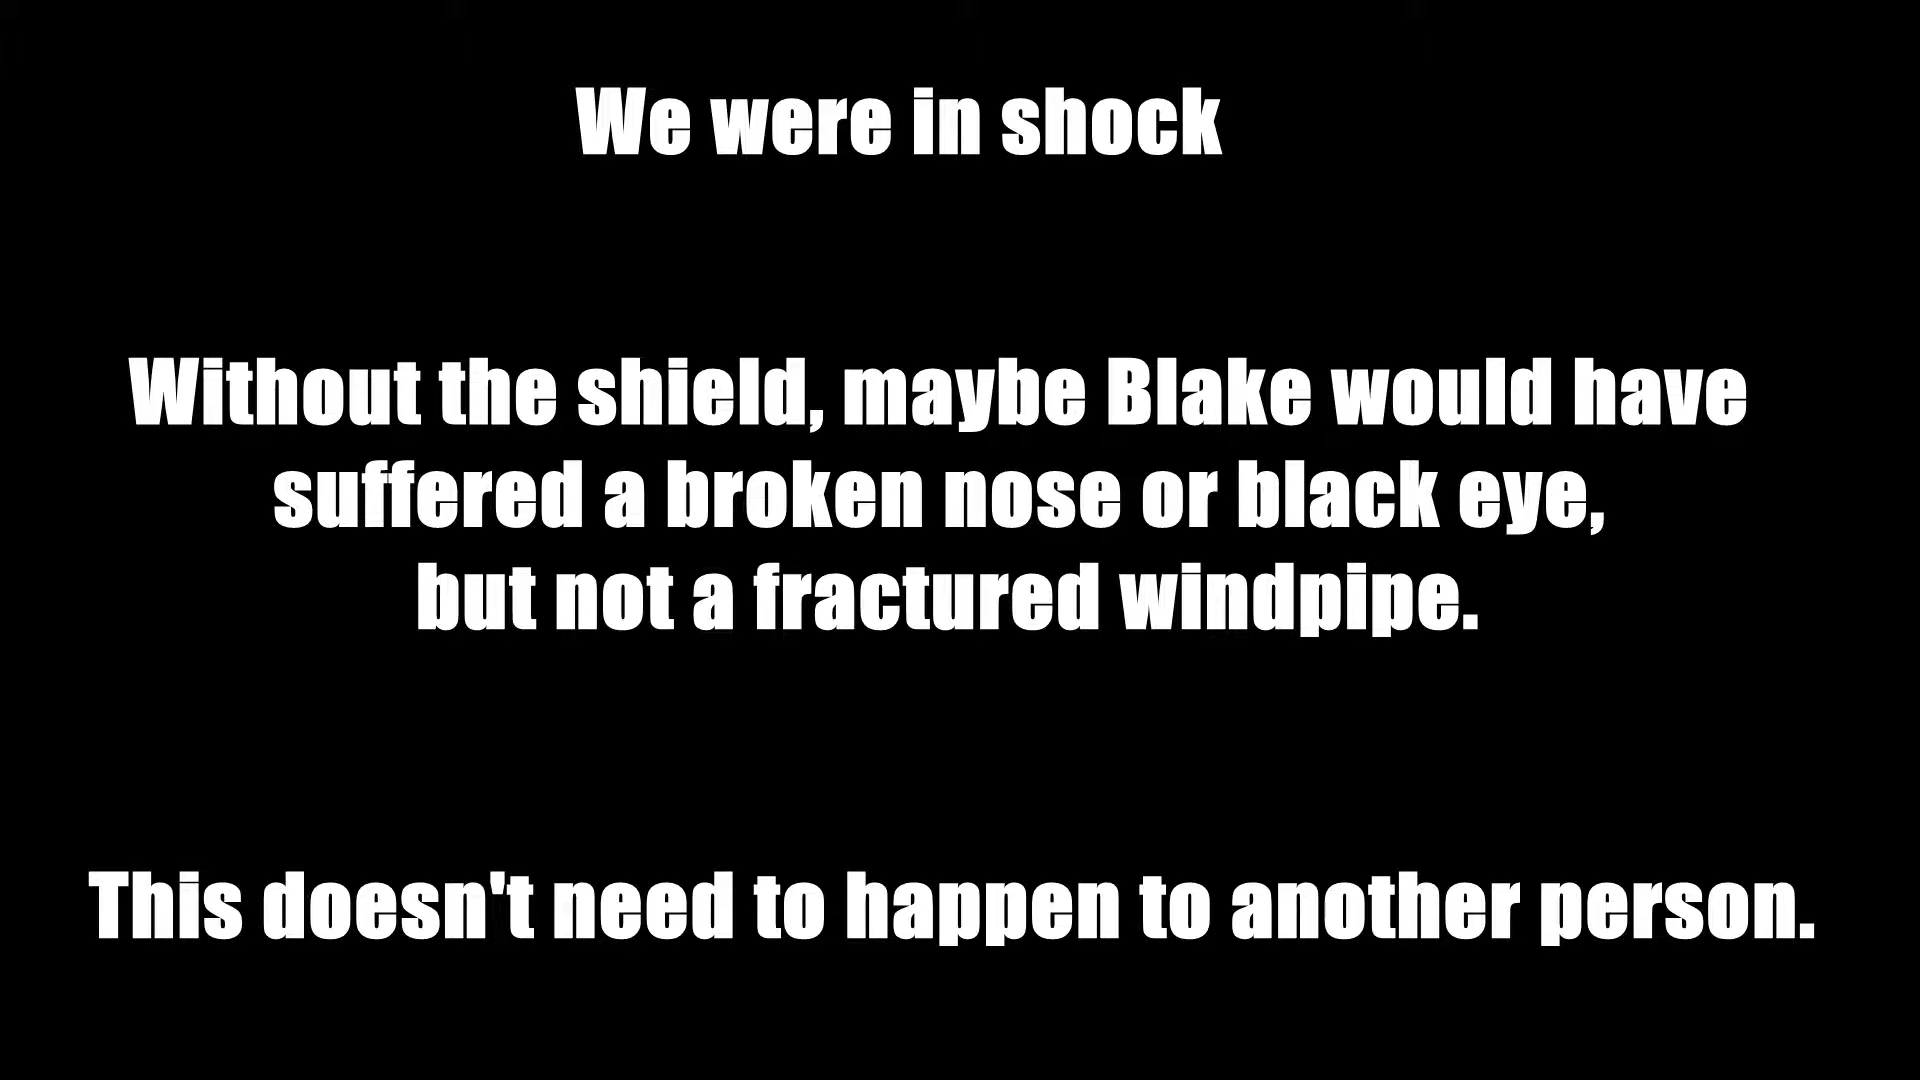 We were in shock
Without the shield, maybe Blake would have
suffered a broken nose or black eye,
but not a fractured windpipe.
This doesn't need to happen to another person.